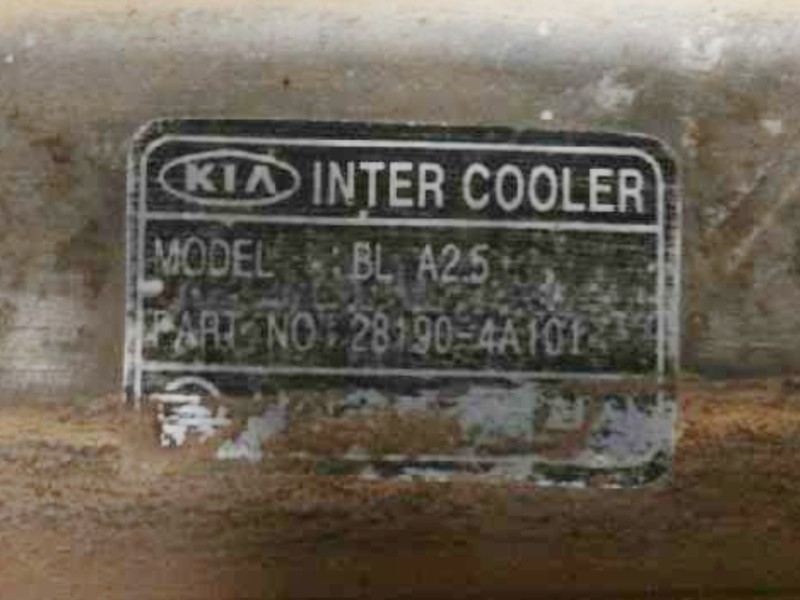 KIA INTER COOLER
MODEL : BL A2.5
PART NO : 28190-4A101